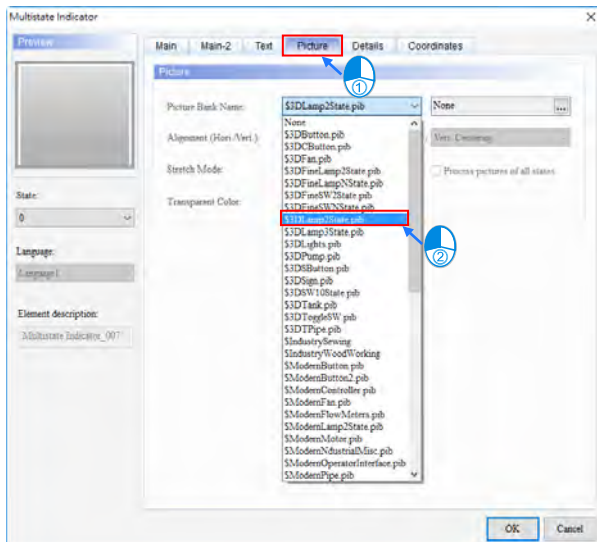 Multistate Indicator
Preview
Main Main-2 Text Picture Details Coordinates
①
Picture
Picture Bank Name: $3DLamp2State.pib None ...
Alignment (Hori./Vert.): Vert. Centering
Stretch Mode: Process pictures of all states
Transparent Color:
None
$3DButton.pib
$3DCButton.pib
$3DFan.pib
$3DFineLamp2State.pib
$3DFineLampNState.pib
$3DFineSW2State.pib
$3DFineSWNState.pib
$3DLamp2State.pib
②
$3DLamp3State.pib
$3DLights.pib
$3DPump.pib
$3DSButton.pib
$3DSign.pib
$3DSW10State.pib
$3DTank.pib
$3DToggleSW.pib
$3DTPipe.pib
$IndustrySewing
$IndustryWoodWorking
$ModernButton.pib
$ModernButton2.pib
$ModernController.pib
$ModernFan.pib
$ModernFlowMeters.pib
$ModernLamp2State.pib
$ModernMotor.pib
$ModernNdustrialMisc.pib
$ModernOperatorInterface.pib
$ModernPipe.pib
State:
0
Language:
Language1
Element description:
Multistate Indicator_007
OK Cancel